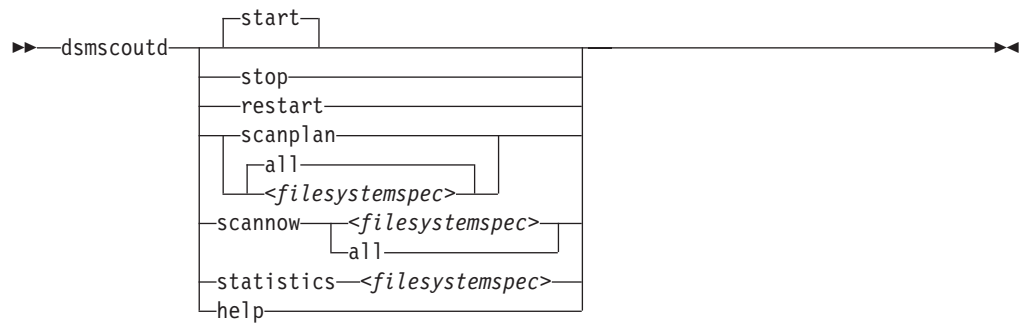 start
dsmscoutd
stop
restart
scanplan
all
<filesystemspec>
scannow <filesystemspec>
all
statistics <filesystemspec>
help